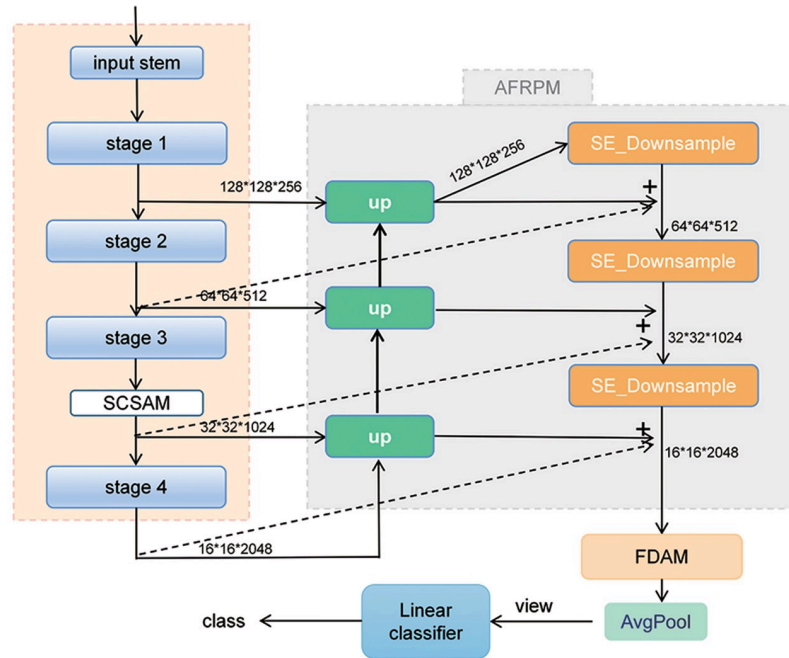 input stem
stage 1
128*128*256
stage 2
64*64*512
stage 3
SCSAM
32*32*1024
stage 4
16*16*2048
AFRPM
up
128*128*256
SE_Downsample
+
64*64*512
up
SE_Downsample
+
32*32*1024
up
SE_Downsample
+
16*16*2048
FDAM
AvgPool
view
Linear
classifier
class